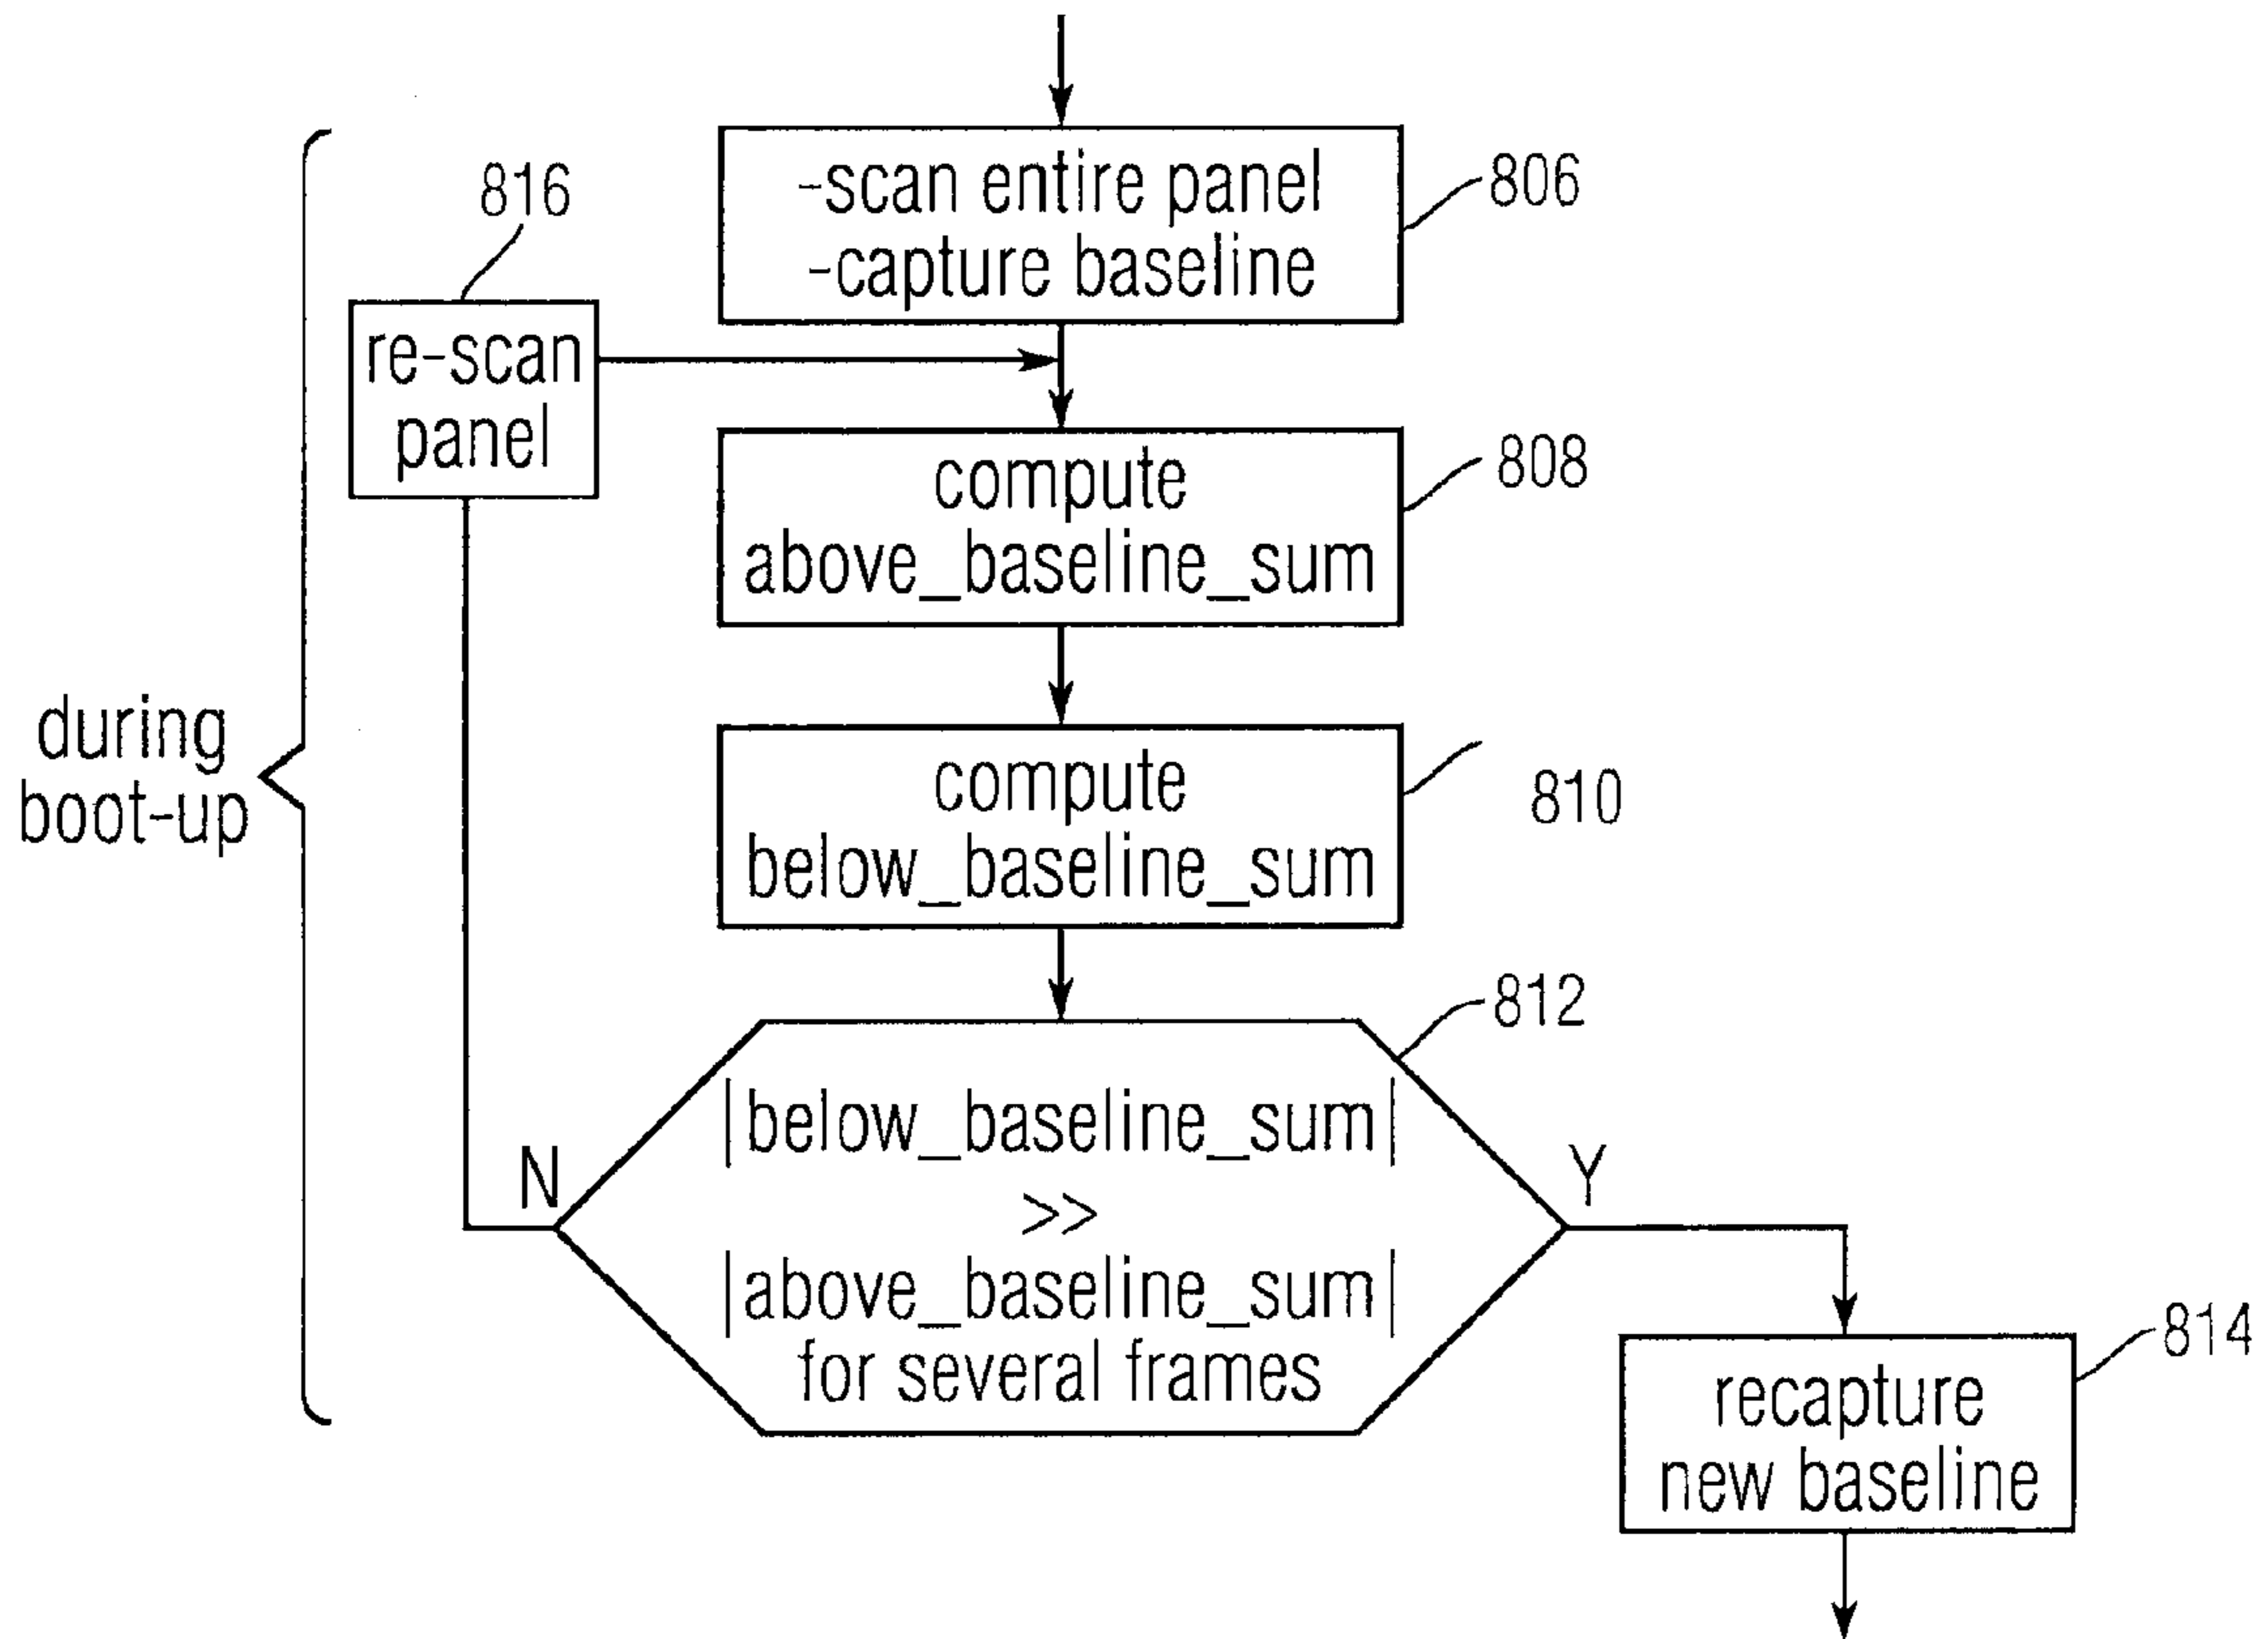 -scan entire panel
-capture baseline
806
816
re-scan
panel
compute
above_baseline_sum
808
during
boot-up
compute
below_baseline_sum
810
812
|below_baseline_sum|
>>
|above_baseline_sum|
for several frames
N
Y
814
recapture
new baseline